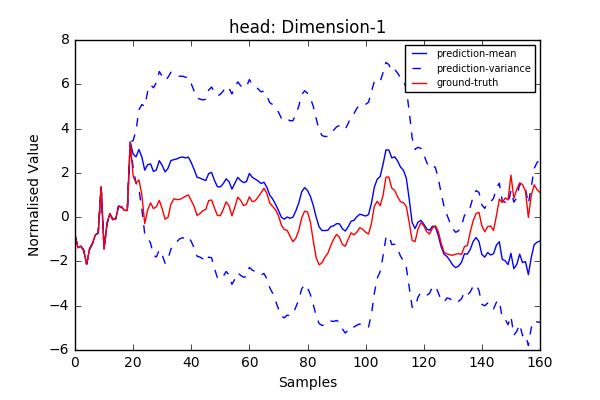 head: Dimension-1
prediction-mean
prediction-variance
ground-truth
Normalised Value
8
6
4
2
0
−2
−4
−6
0 20 40 60 80 100 120 140 160
Samples